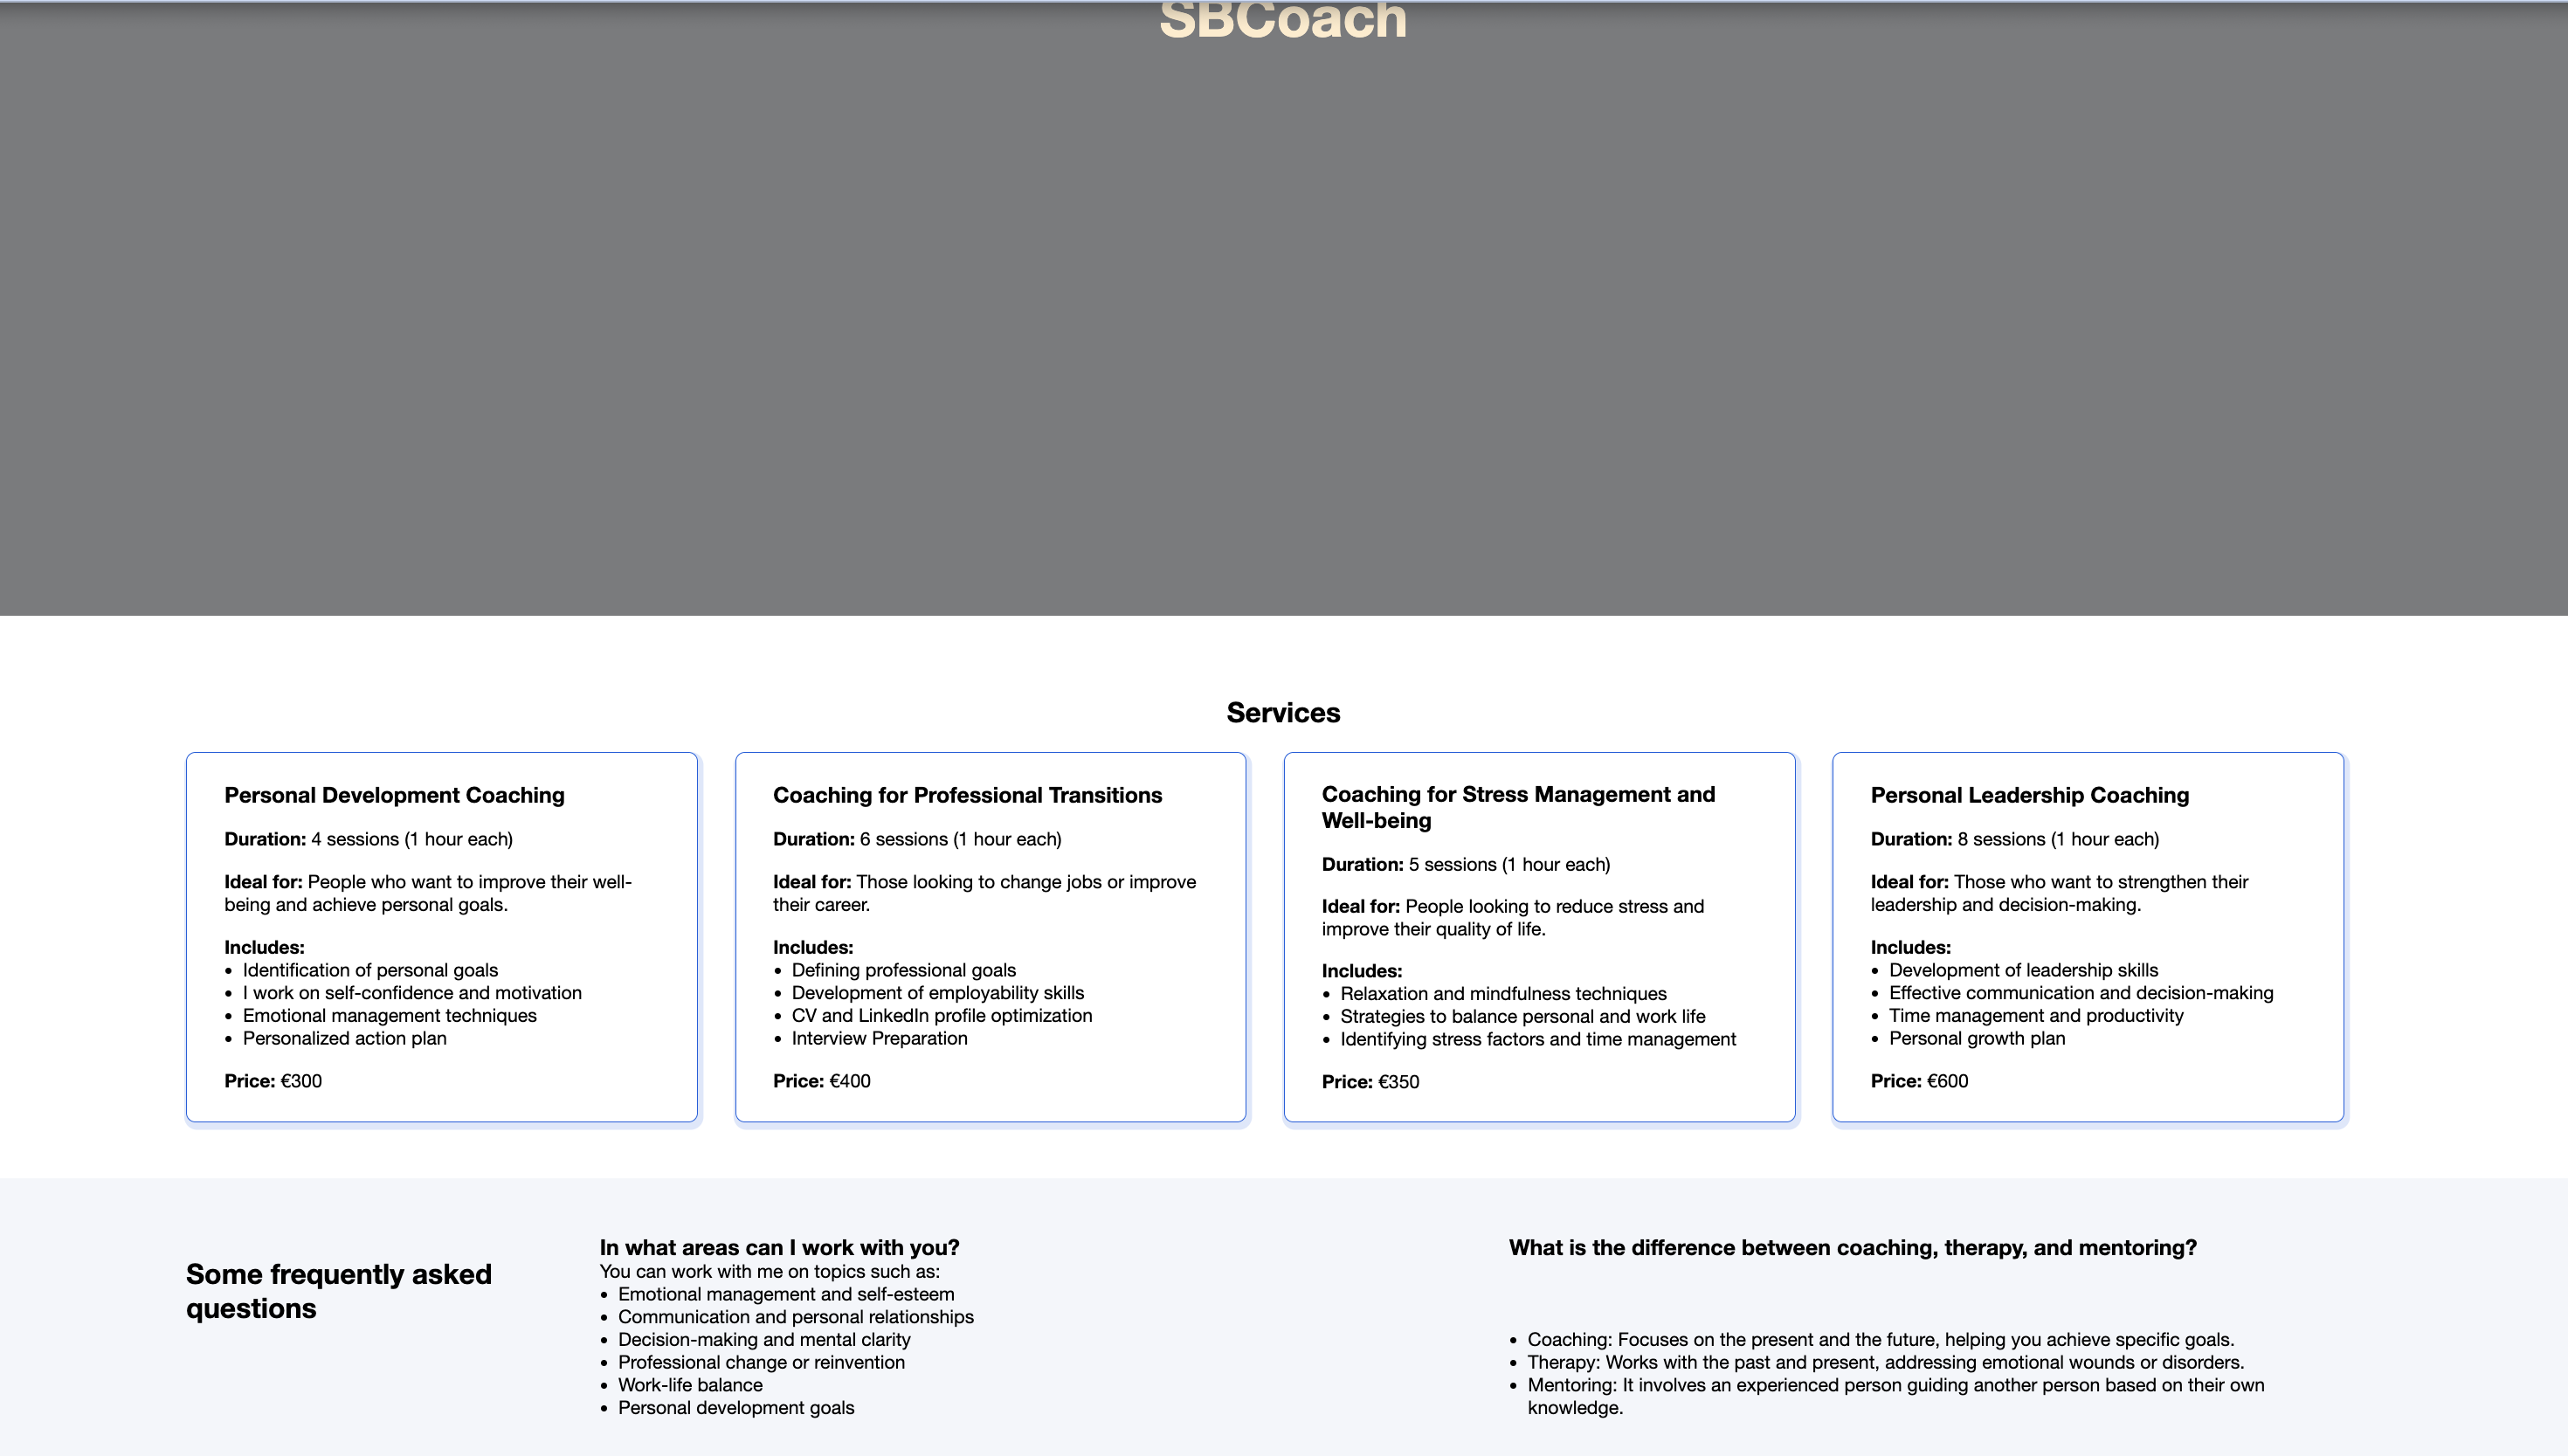 SBCoach
Services
Personal Development Coaching
Duration: 4 sessions (1 hour each)
Ideal for: People who want to improve their well-
being and achieve personal goals.
Includes:
• Identification of personal goals
• I work on self-confidence and motivation
• Emotional management techniques
• Personalized action plan
Price: €300
Coaching for Professional Transitions
Duration: 6 sessions (1 hour each)
Ideal for: Those looking to change jobs or improve
their career.
Includes:
• Defining professional goals
• Development of employability skills
• CV and LinkedIn profile optimization
• Interview Preparation
Price: €400
Coaching for Stress Management and
Well-being
Duration: 5 sessions (1 hour each)
Ideal for: People looking to reduce stress and
improve their quality of life.
Includes:
• Relaxation and mindfulness techniques
• Strategies to balance personal and work life
• Identifying stress factors and time management
Price: €350
Personal Leadership Coaching
Duration: 8 sessions (1 hour each)
Ideal for: Those who want to strengthen their
leadership and decision-making.
Includes:
• Development of leadership skills
• Effective communication and decision-making
• Time management and productivity
• Personal growth plan
Price: €600
Some frequently asked
questions
In what areas can I work with you?
You can work with me on topics such as:
• Emotional management and self-esteem
• Communication and personal relationships
• Decision-making and mental clarity
• Professional change or reinvention
• Work-life balance
• Personal development goals
What is the difference between coaching, therapy, and mentoring?
• Coaching: Focuses on the present and the future, helping you achieve specific goals.
• Therapy: Works with the past and present, addressing emotional wounds or disorders.
• Mentoring: It involves an experienced person guiding another person based on their own
knowledge.